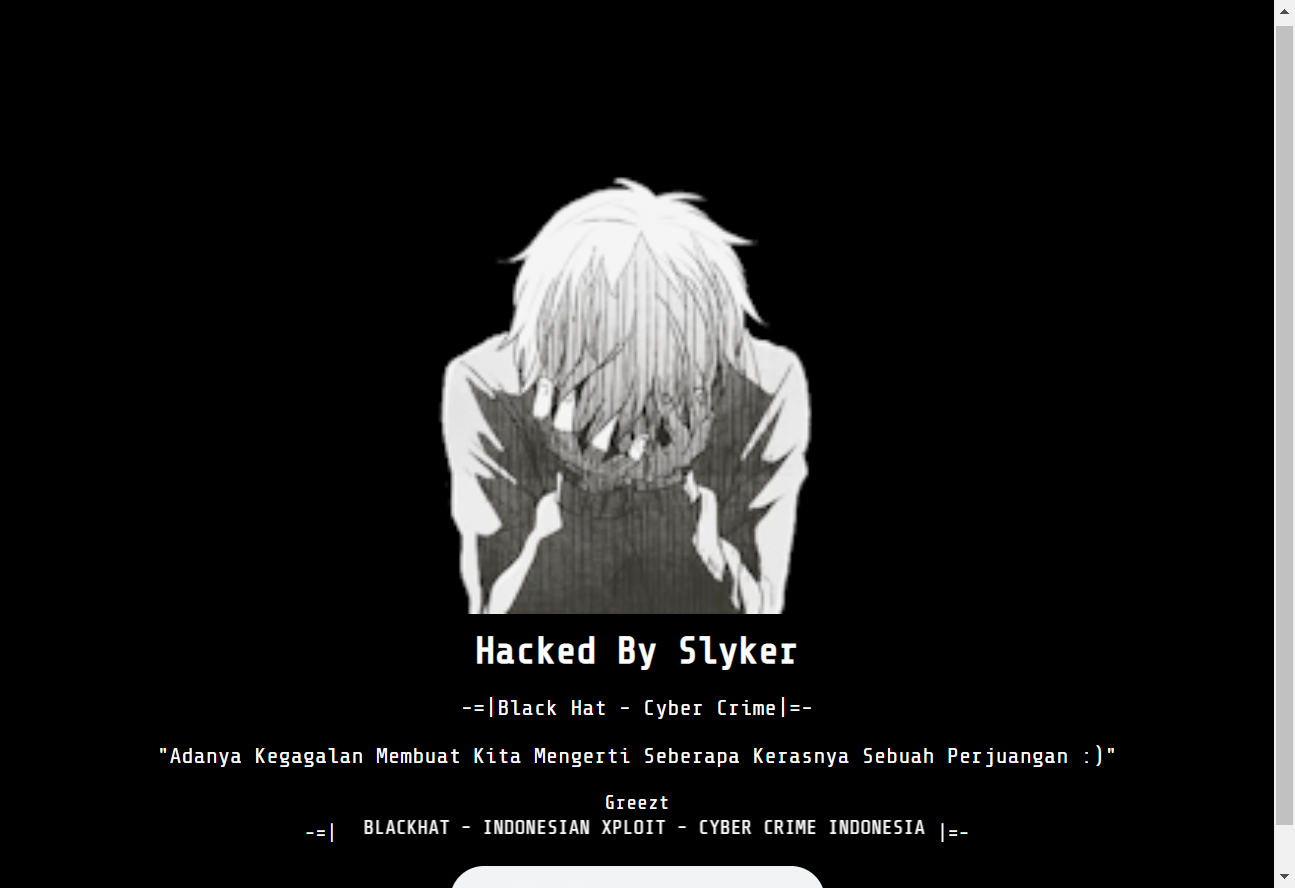 Hacked By Slyker
-=|Black Hat - Cyber Crime|=-
"Adanya Kegagalan Membuat Kita Mengerti Seberapa Kerasnya Sebuah Perjuangan :)"
Greezt
-=| BLACKHAT - INDONESIAN XPLOIT - CYBER CRIME INDONESIA |=-